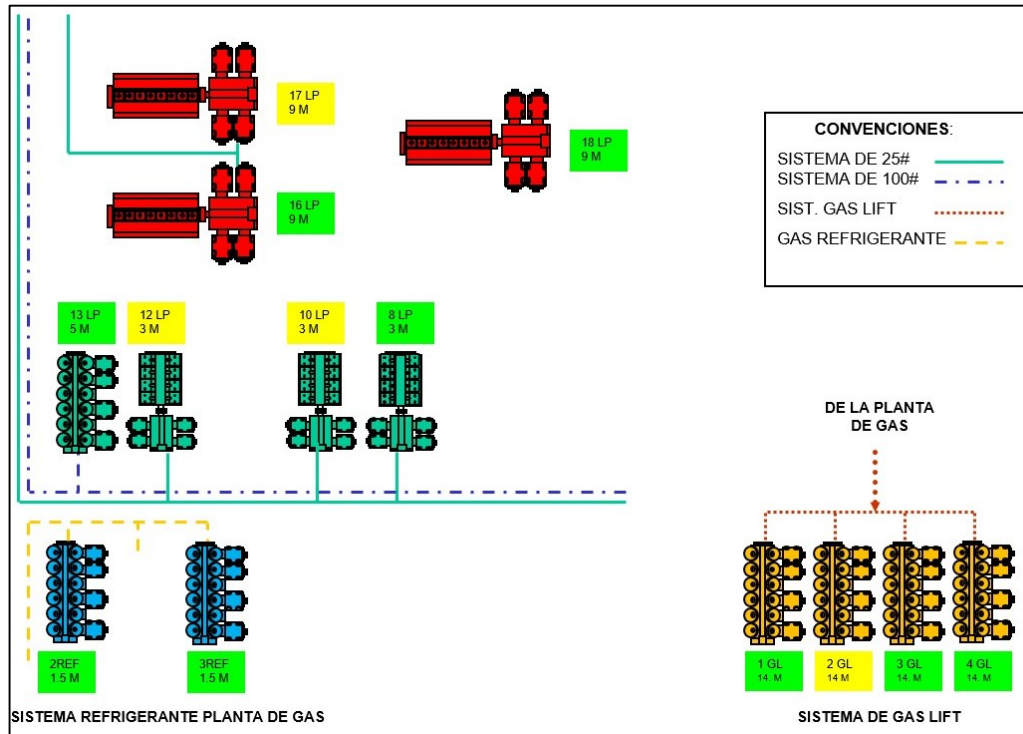 17 LP
9 M
18 LP
9 M
16 LP
9 M
CONVENCIONES:
SISTEMA DE 25#
SISTEMA DE 100#
SIST. GAS LIFT
GAS REFRIGERANTE
13 LP
5 M
12 LP
3 M
10 LP
3 M
8 LP
3 M
DE LA PLANTA
DE GAS
2REF
1.5 M
3REF
1.5 M
1 GL
14. M
2 GL
14 M
3 GL
14. M
4 GL
14. M
SISTEMA REFRIGERANTE PLANTA DE GAS
SISTEMA DE GAS LIFT